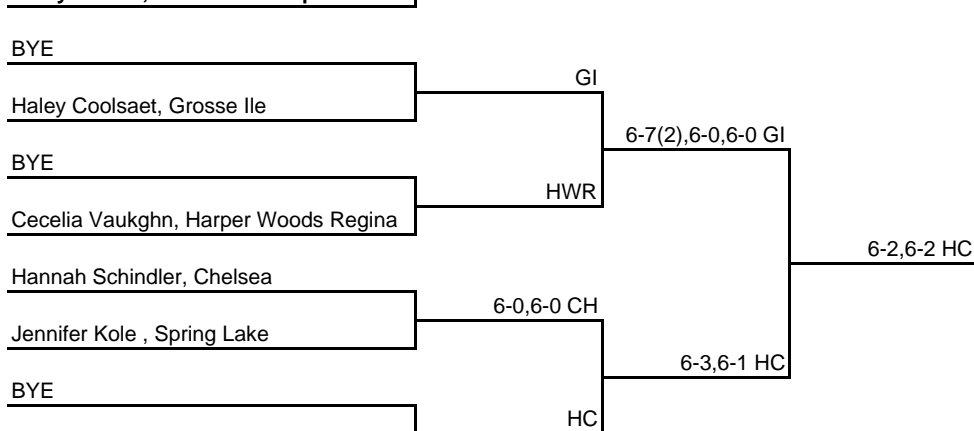 BYE
GI
Haley Coolsaet, Grosse Ile
6-7(2),6-0,6-0 GI
BYE
HWR
Cecelia Vaukghn, Harper Woods Regina
6-2,6-2 HC
Hannah Schindler, Chelsea
6-0,6-0 CH
Jennifer Kole , Spring Lake
6-3,6-1 HC
BYE
HC